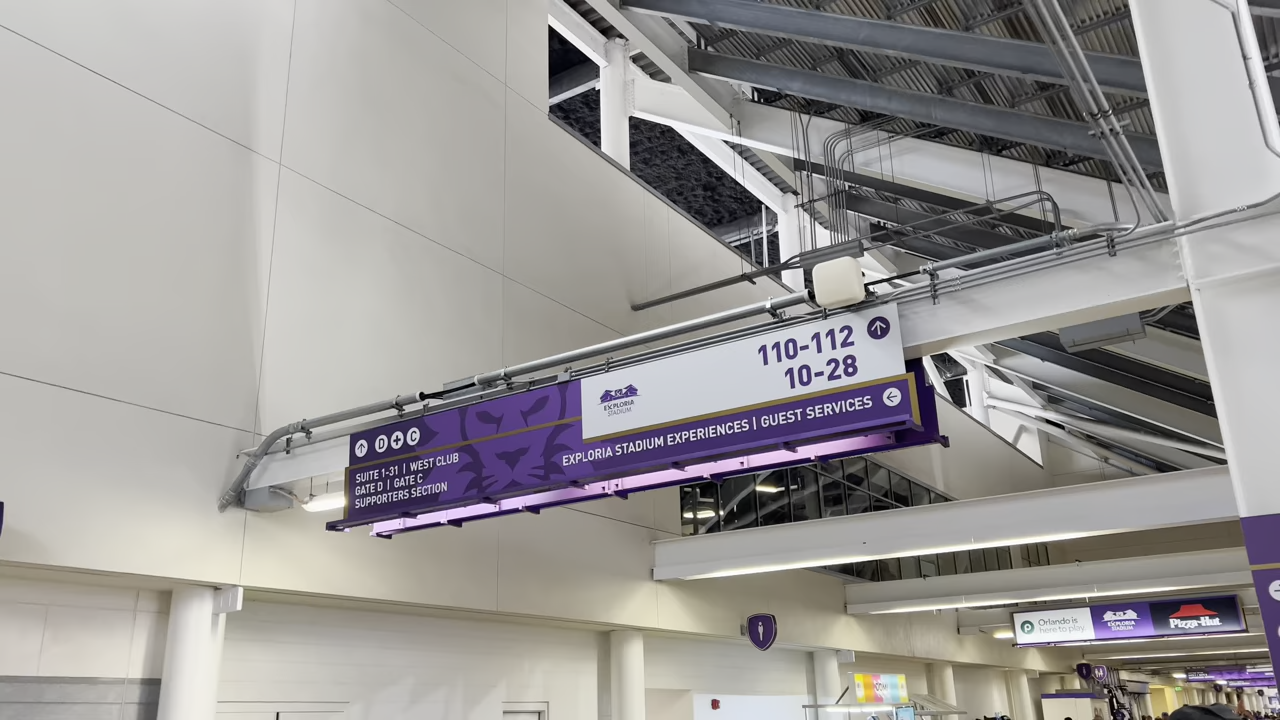 110-112
10-28
EXPLORIA
STADIUM
D + C
SUITE 1-31 | WEST CLUB
GATE D | GATE C
SUPPORTERS SECTION
EXPLORIA STADIUM EXPERIENCES | GUEST SERVICES
Orlando is
here to play.
EXPLORIA
STADIUM
Pizza Hut